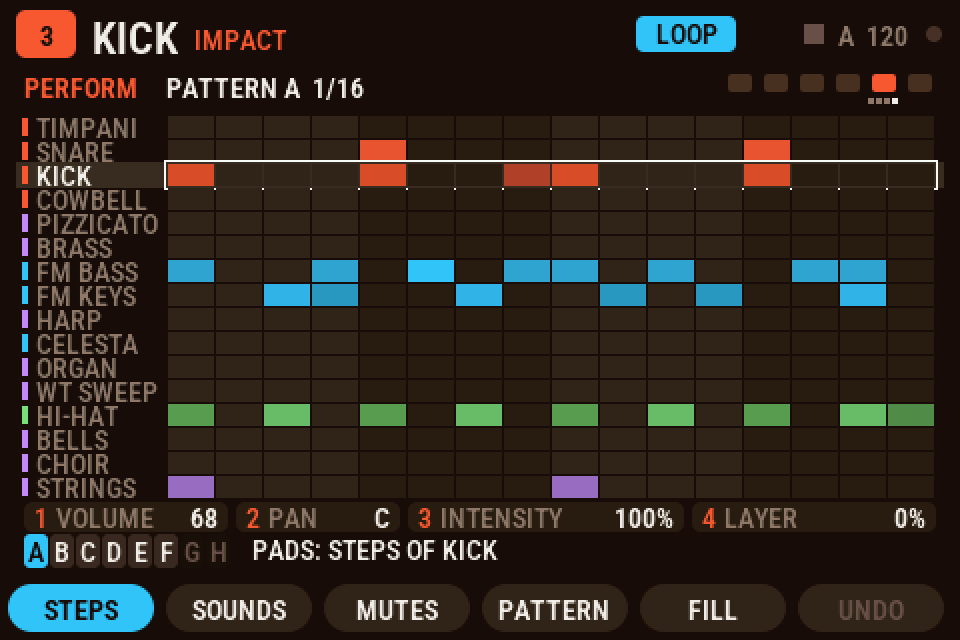 3 KICK IMPACT LOOP A 120
PERFORM PATTERN A 1/16
TIMPANI
SNARE
KICK
COWBELL
PIZZICATO
BRASS
FM BASS
FM KEYS
HARP
CELESTA
ORGAN
WT SWEEP
HI-HAT
BELLS
CHOIR
STRINGS
1 VOLUME 68 2 PAN C 3 INTENSITY 100% 4 LAYER 0%
A B C D E F G H PADS: STEPS OF KICK
STEPS SOUNDS MUTES PATTERN FILL UNDO